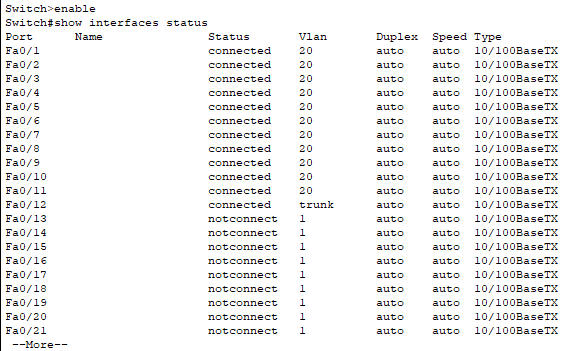 Switch>enable
Switch#show interfaces status
Port Name Status Vlan Duplex Speed Type
Fa0/1 connected 20 auto auto 10/100BaseTX
Fa0/2 connected 20 auto auto 10/100BaseTX
Fa0/3 connected 20 auto auto 10/100BaseTX
Fa0/4 connected 20 auto auto 10/100BaseTX
Fa0/5 connected 20 auto auto 10/100BaseTX
Fa0/6 connected 20 auto auto 10/100BaseTX
Fa0/7 connected 20 auto auto 10/100BaseTX
Fa0/8 connected 20 auto auto 10/100BaseTX
Fa0/9 connected 20 auto auto 10/100BaseTX
Fa0/10 connected 20 auto auto 10/100BaseTX
Fa0/11 connected 20 auto auto 10/100BaseTX
Fa0/12 connected trunk auto auto 10/100BaseTX
Fa0/13 notconnect 1 auto auto 10/100BaseTX
Fa0/14 notconnect 1 auto auto 10/100BaseTX
Fa0/15 notconnect 1 auto auto 10/100BaseTX
Fa0/16 notconnect 1 auto auto 10/100BaseTX
Fa0/17 notconnect 1 auto auto 10/100BaseTX
Fa0/18 notconnect 1 auto auto 10/100BaseTX
Fa0/19 notconnect 1 auto auto 10/100BaseTX
Fa0/20 notconnect 1 auto auto 10/100BaseTX
Fa0/21 notconnect 1 auto auto 10/100BaseTX
--More--